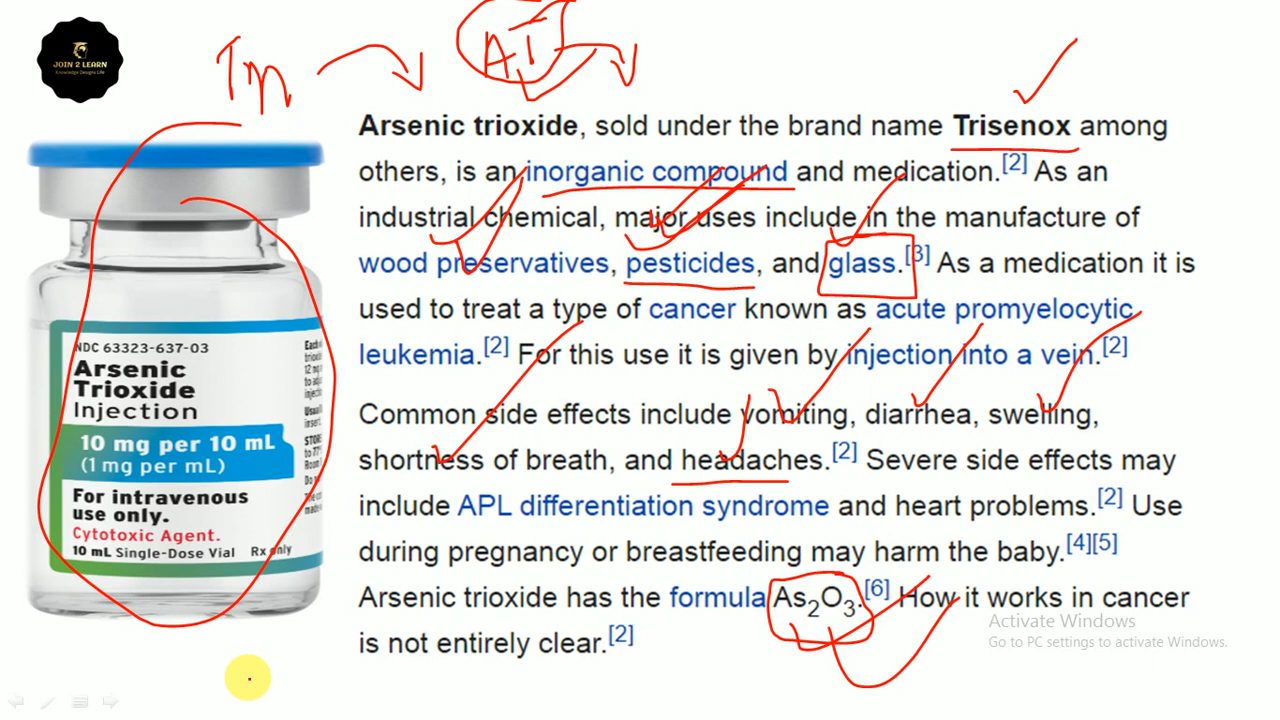 JOIN 2 LEARN
Knowledge Designs Life
AT
Arsenic trioxide, sold under the brand name Trisenox among
others, is an inorganic compound and medication.[2] As an
industrial chemical, major uses include in the manufacture of
wood preservatives, pesticides, and glass.[3] As a medication it is
used to treat a type of cancer known as acute promyelocytic
leukemia.[2] For this use it is given by injection into a vein.[2]
Common side effects include vomiting, diarrhea, swelling,
shortness of breath, and headaches.[2] Severe side effects may
include APL differentiation syndrome and heart problems.[2] Use
during pregnancy or breastfeeding may harm the baby.[4][5]
Arsenic trioxide has the formula As2O3.[6] How it works in cancer
is not entirely clear.[2]
NDC 63323-637-03
Arsenic
Trioxide
Injection
10 mg per 10 mL
(1 mg per mL)
For intravenous
use only.
Cytotoxic Agent.
10 mL Single-Dose Vial Rx only
Activate Windows
Go to PC settings to activate Windows.